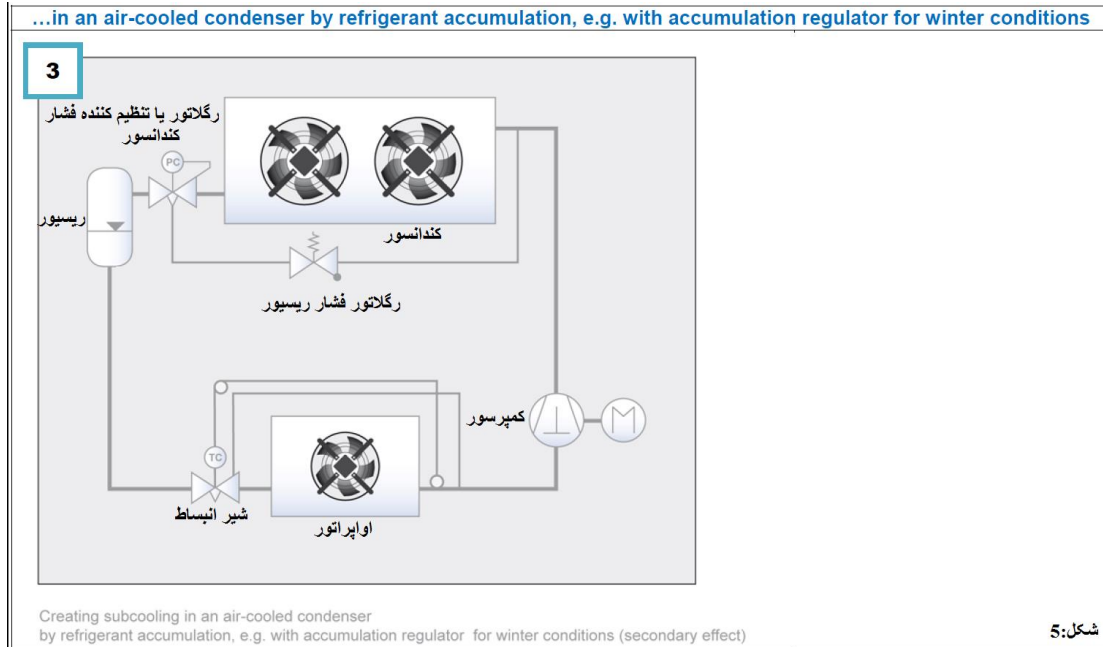 …in an air-cooled condenser by refrigerant accumulation, e.g. with accumulation regulator for winter conditions
3
رگلاتور یا تنظیم کننده فشار
کندانسور
PC
ریسیور
کندانسور
رگلاتور فشار ریسیور
کمپرسور
M
TC
شیر انبساط
اواپراتور
Creating subcooling in an air-cooled condenser
by refrigerant accumulation, e.g. with accumulation regulator for winter conditions (secondary effect)
شکل:5